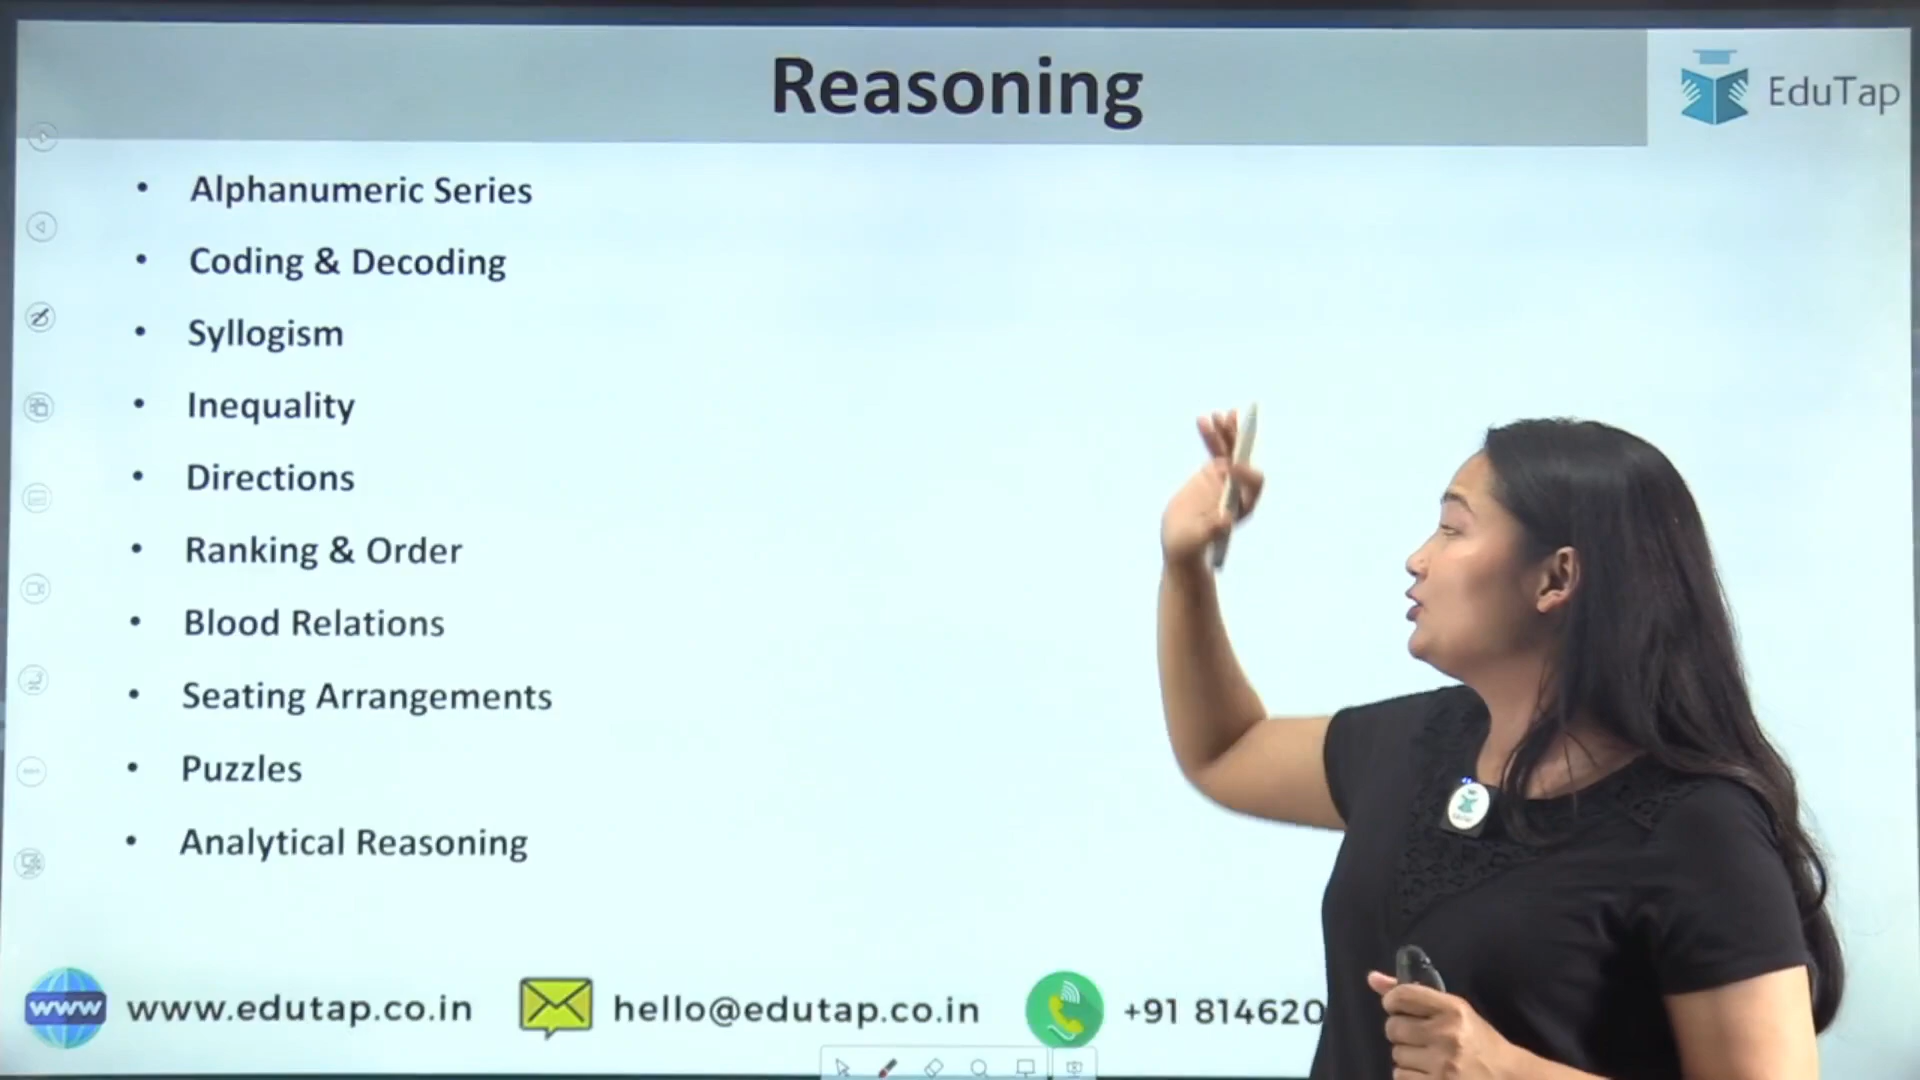 Reasoning
EduTap
• Alphanumeric Series
• Coding & Decoding
• Syllogism
• Inequality
• Directions
• Ranking & Order
• Blood Relations
• Seating Arrangements
• Puzzles
• Analytical Reasoning
www www.edutap.co.in hello@edutap.co.in +91 814620